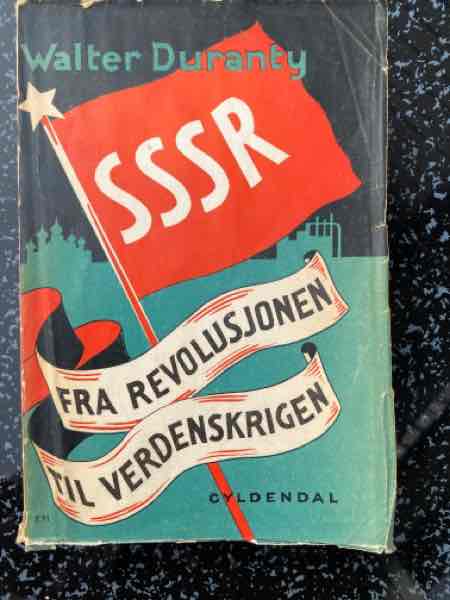 Walter Duranty
SSSR
FRA REVOLUSJONEN
TIL VERDENSKRIGEN
GYLDENDAL